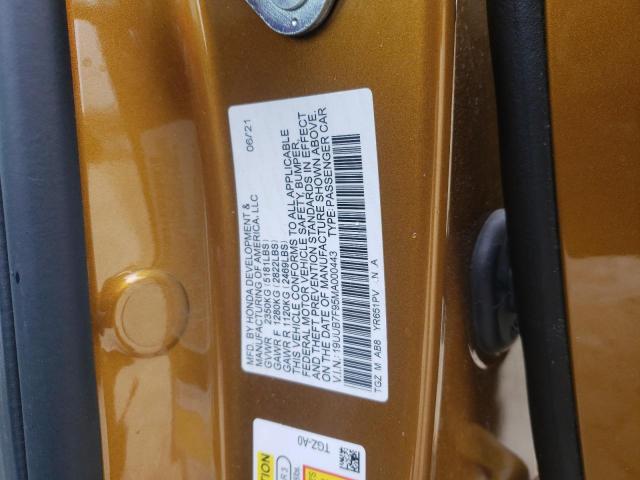 MFD. BY HONDA DEVELOPMENT & 06/21
MANUFACTURING OF AMERICA, LLC
GVWR 2350KG (5181LBS)
GAWR F 1280KG (2822LBS)
GAWR R 1120KG (2469LBS)
THIS VEHICLE CONFORMS TO ALL APPLICABLE
FEDERAL MOTOR VEHICLE SAFETY, BUMPER,
AND THEFT PREVENTION STANDARDS IN EFFECT
ON THE DATE OF MANUFACTURE SHOWN ABOVE.
V.I.N.: 19UUB7F95MA000443 TYPE: PASSENGER CAR
TGZ M AB8 YR651PV N A
TGZ-A0